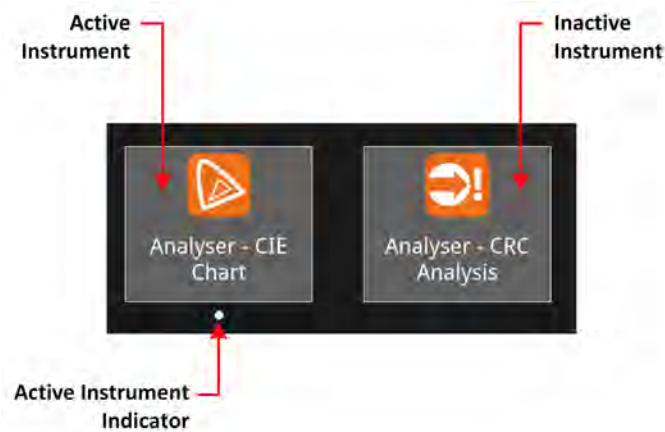 Active
Instrument
Inactive
Instrument
Analyser - CIE
Chart
Analyser - CRC
Analysis
Active Instrument
Indicator